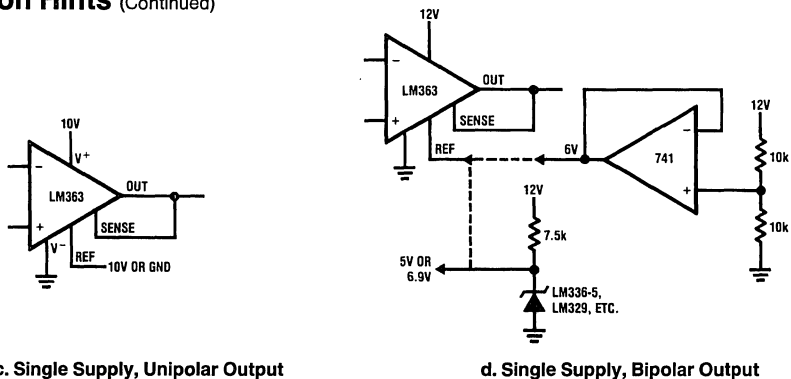 on Hints (Continued)
10V
V+
−
LM363
OUT
+
SENSE
V−
REF
10V OR GND
c. Single Supply, Unipolar Output
12V
−
LM363
OUT
+
SENSE
REF
6V
741
−
+
12V
10k
10k
12V
7.5k
5V OR
6.9V
LM336-5,
LM329, ETC.
d. Single Supply, Bipolar Output